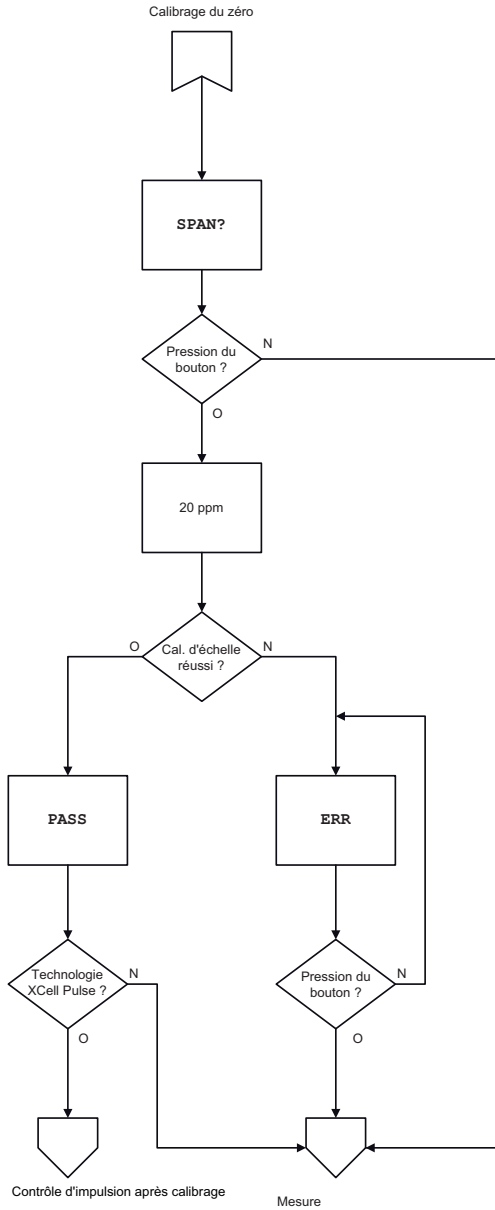 Calibrage du zéro
SPAN?
Pression du
bouton ?
N
O
20 ppm
Cal. d'échelle
réussi ?
O
N
PASS
ERR
Technologie
XCell Pulse ?
N
O
Pression du
bouton ?
N
O
Contrôle d'impulsion après calibrage
Mesure